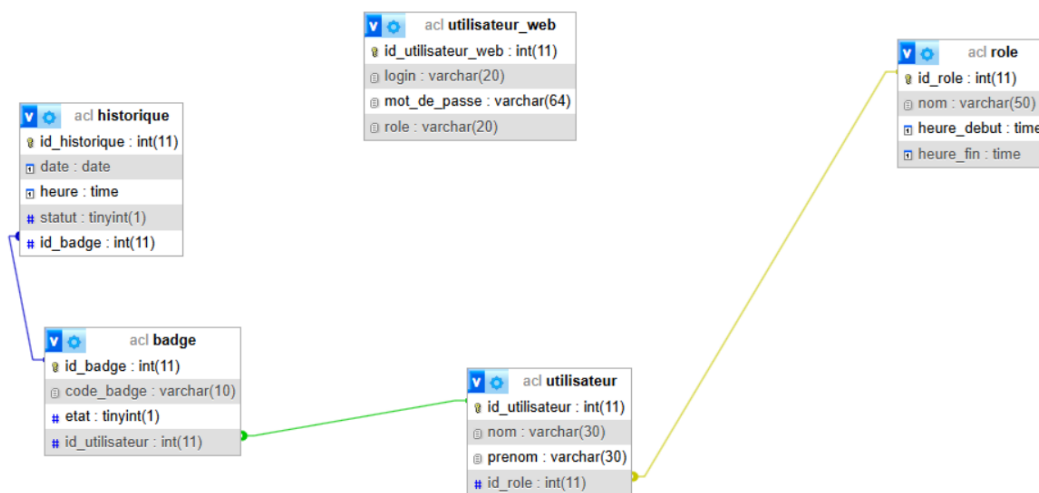 acl utilisateur_web
id_utilisateur_web : int(11)
login : varchar(20)
mot_de_passe : varchar(64)
role : varchar(20)
acl role
id_role : int(11)
nom : varchar(50)
heure_debut : time
heure_fin : time
acl historique
id_historique : int(11)
date : date
heure : time
statut : tinyint(1)
id_badge : int(11)
acl badge
id_badge : int(11)
code_badge : varchar(10)
etat : tinyint(1)
id_utilisateur : int(11)
acl utilisateur
id_utilisateur : int(11)
nom : varchar(30)
prenom : varchar(30)
id_role : int(11)